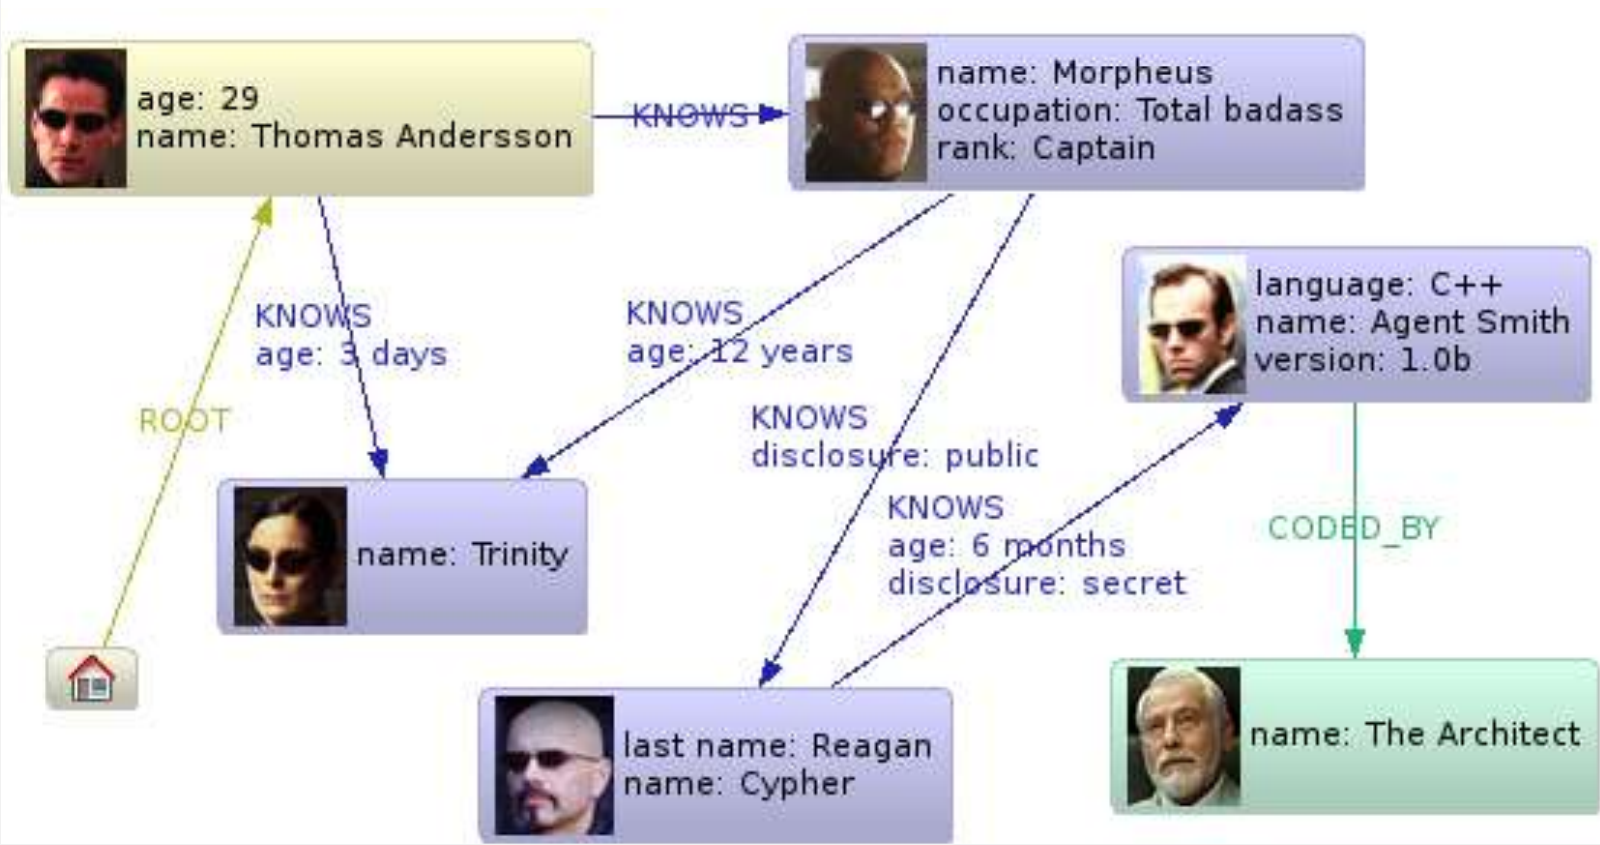 age: 29
name: Thomas Andersson
KNOWS
name: Morpheus
occupation: Total badass
rank: Captain
language: C++
name: Agent Smith
version: 1.0b
KNOWS
age: 3 days
KNOWS
age: 12 years
ROOT
KNOWS
disclosure: public
KNOWS
age: 6 months
disclosure: secret
CODED_BY
name: Trinity
last name: Reagan
name: Cypher
name: The Architect